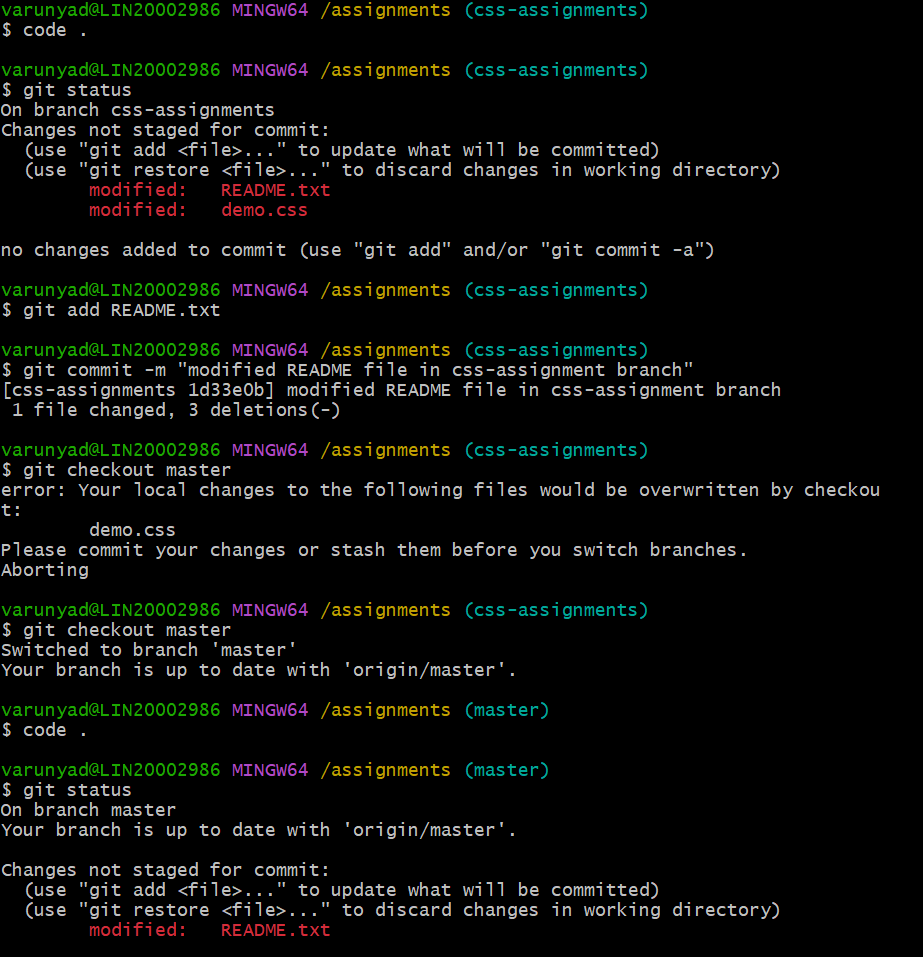 varunyad@LIN20002986 MINGW64 /assignments (css-assignments)
$ code .
varunyad@LIN20002986 MINGW64 /assignments (css-assignments)
$ git status
On branch css-assignments
Changes not staged for commit:
  (use "git add <file>..." to update what will be committed)
  (use "git restore <file>..." to discard changes in working directory)
        modified:   README.txt
        modified:   demo.css
no changes added to commit (use "git add" and/or "git commit -a")
varunyad@LIN20002986 MINGW64 /assignments (css-assignments)
$ git add README.txt
varunyad@LIN20002986 MINGW64 /assignments (css-assignments)
$ git commit -m "modified README file in css-assignment branch"
[css-assignments 1d33e0b] modified README file in css-assignment branch
 1 file changed, 3 deletions(-)
varunyad@LIN20002986 MINGW64 /assignments (css-assignments)
$ git checkout master
error: Your local changes to the following files would be overwritten by checkou
t:
        demo.css
Please commit your changes or stash them before you switch branches.
Aborting
varunyad@LIN20002986 MINGW64 /assignments (css-assignments)
$ git checkout master
Switched to branch 'master'
Your branch is up to date with 'origin/master'.
varunyad@LIN20002986 MINGW64 /assignments (master)
$ code .
varunyad@LIN20002986 MINGW64 /assignments (master)
$ git status
On branch master
Your branch is up to date with 'origin/master'.
Changes not staged for commit:
  (use "git add <file>..." to update what will be committed)
  (use "git restore <file>..." to discard changes in working directory)
        modified:   README.txt